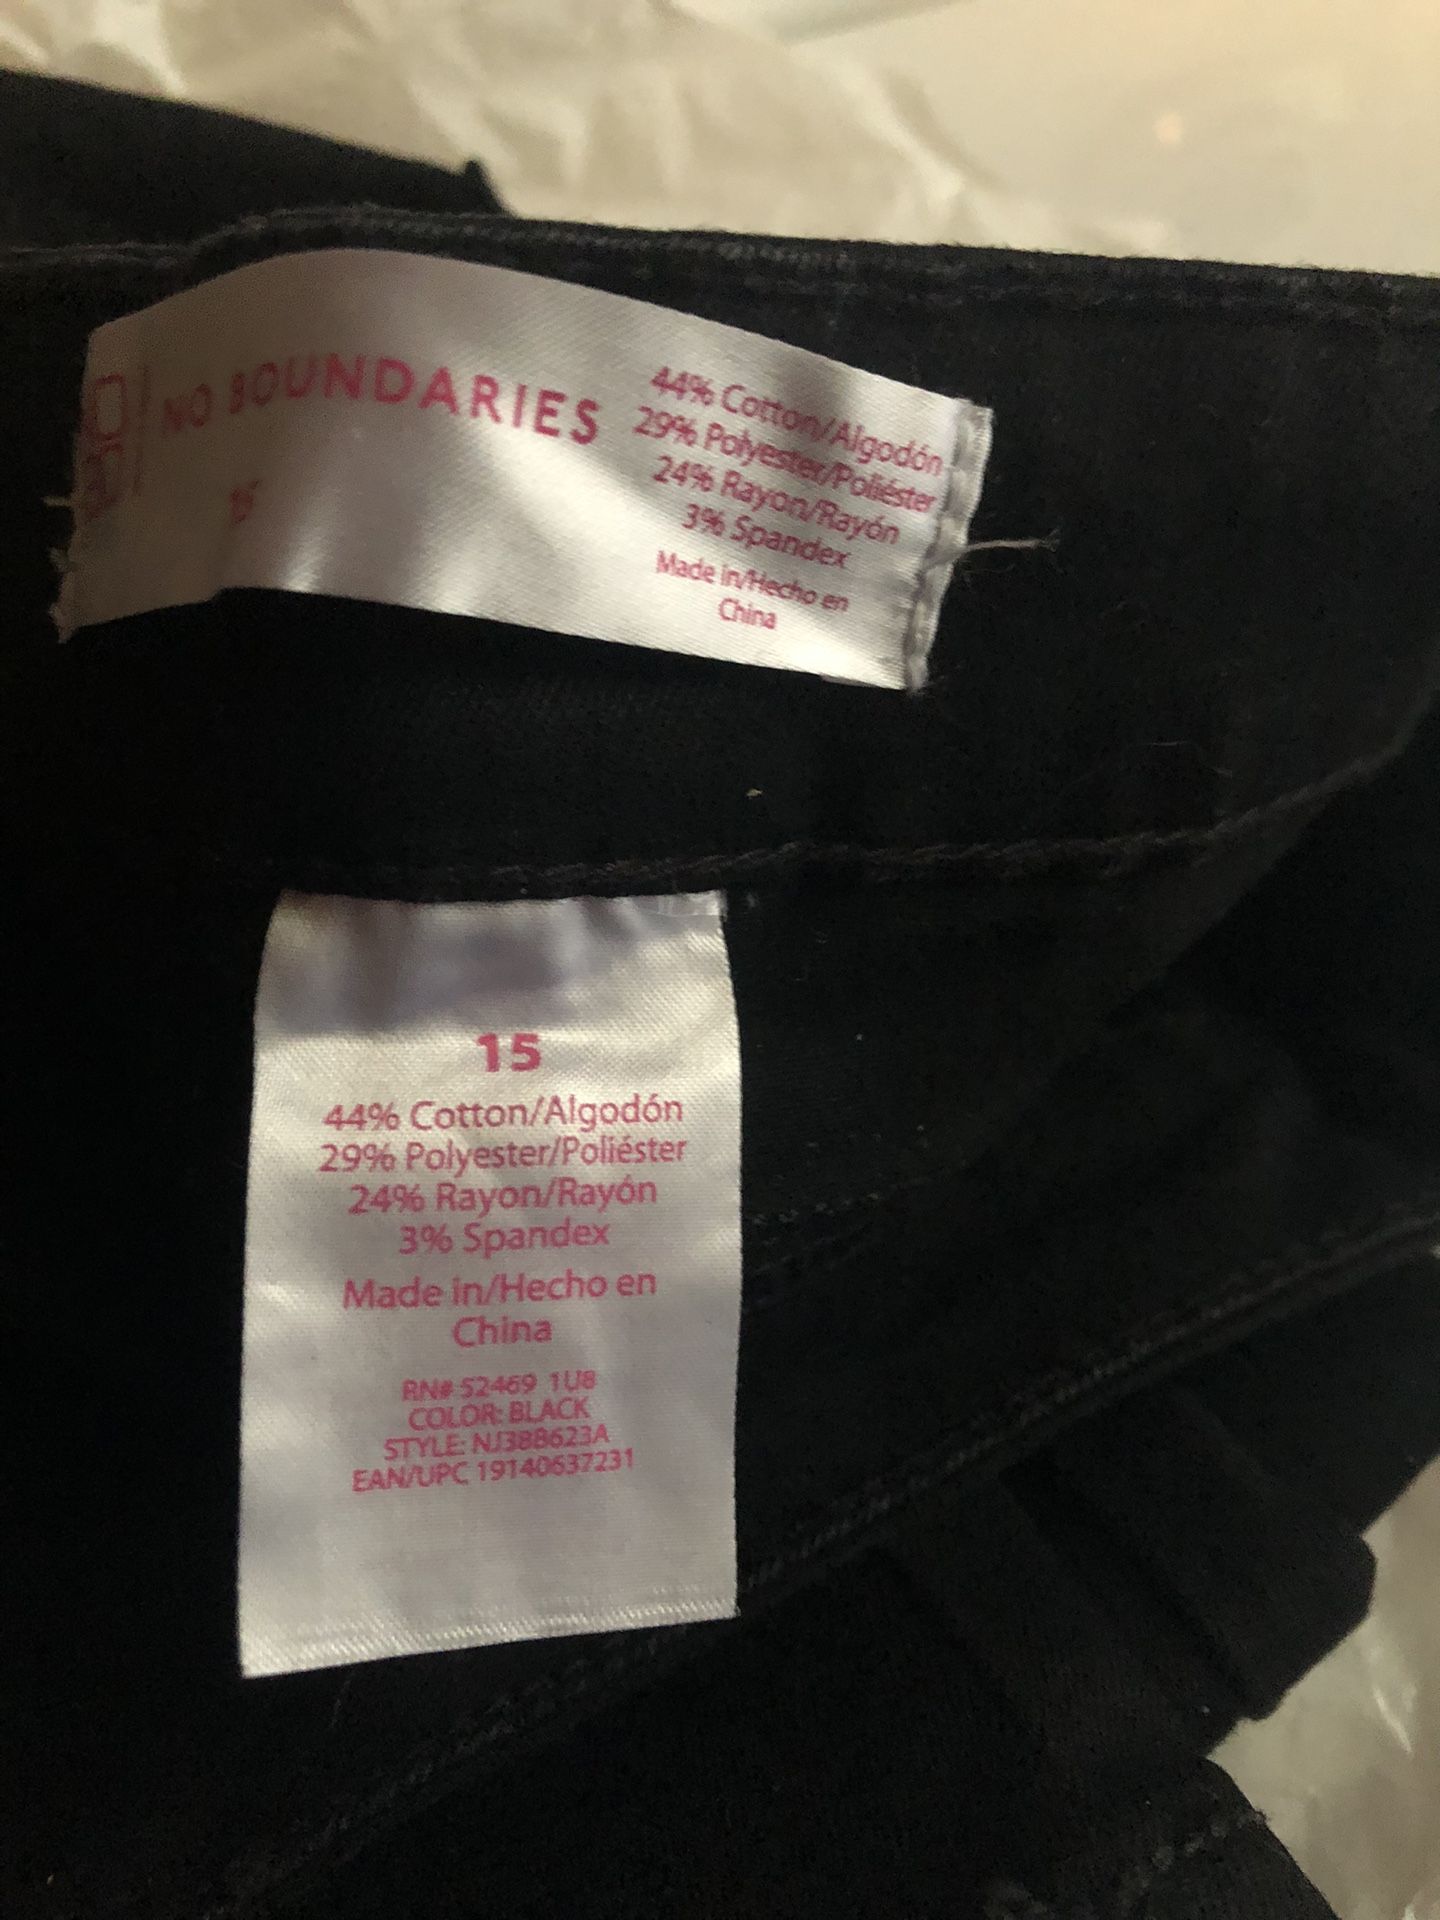 NO BOUNDARIES
15
44% Cotton/Algodón
29% Polyester/Poliéster
24% Rayon/Rayón
3% Spandex
Made in/Hecho en
China
15
44% Cotton/Algodón
29% Polyester/Poliéster
24% Rayon/Rayón
3% Spandex
Made in/Hecho en
China
RN# 52469 1U8
COLOR: BLACK
STYLE: NJ38B623A
EAN/UPC 19140637231